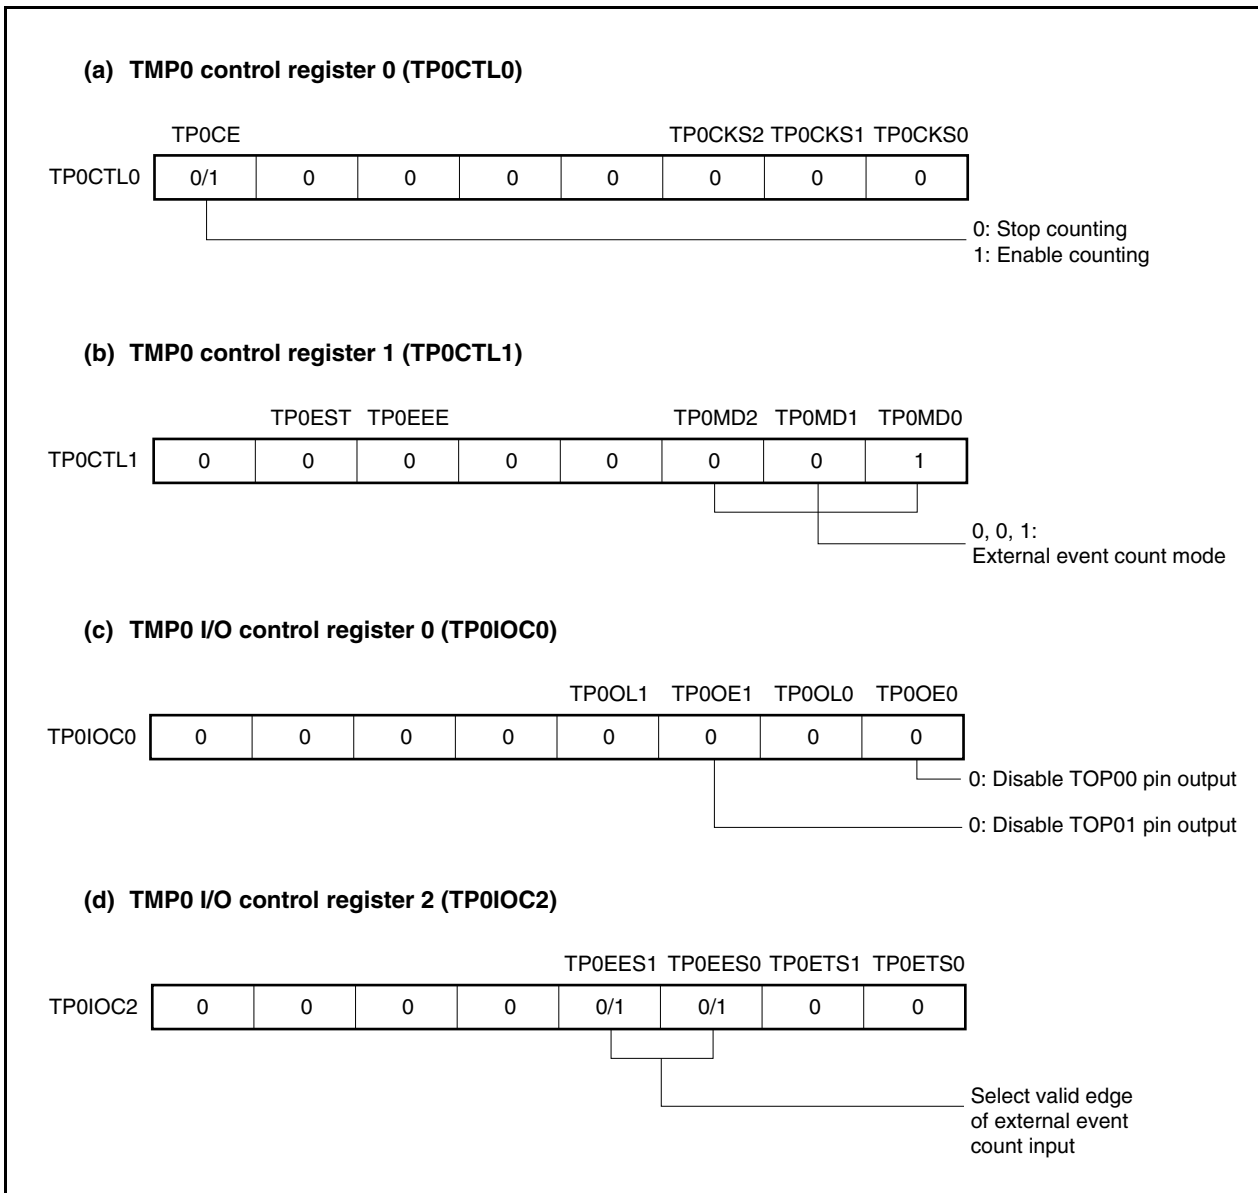 (a) TMP0 control register 0 (TP0CTL0)
TP0CE TP0CKS2 TP0CKS1 TP0CKS0
TP0CTL0 0/1 0 0 0 0 0 0 0
0: Stop counting
1: Enable counting
(b) TMP0 control register 1 (TP0CTL1)
TP0EST TP0EEE TP0MD2 TP0MD1 TP0MD0
TP0CTL1 0 0 0 0 0 0 0 1
0, 0, 1:
External event count mode
(c) TMP0 I/O control register 0 (TP0IOC0)
TP0OL1 TP0OE1 TP0OL0 TP0OE0
TP0IOC0 0 0 0 0 0 0 0 0
0: Disable TOP00 pin output
0: Disable TOP01 pin output
(d) TMP0 I/O control register 2 (TP0IOC2)
TP0EES1 TP0EES0 TP0ETS1 TP0ETS0
TP0IOC2 0 0 0 0 0/1 0/1 0 0
Select valid edge
of external event
count input